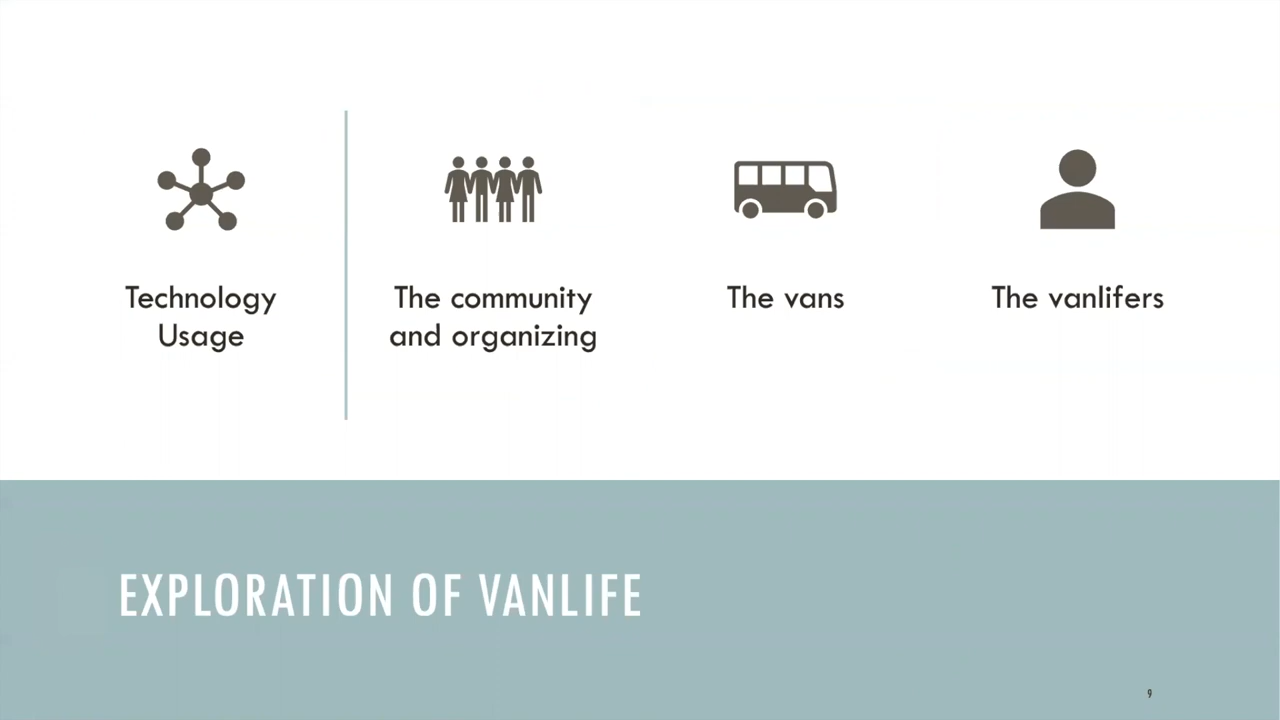 Technology
Usage
The community
and organizing
The vans
The vanlifers
EXPLORATION OF VANLIFE
9